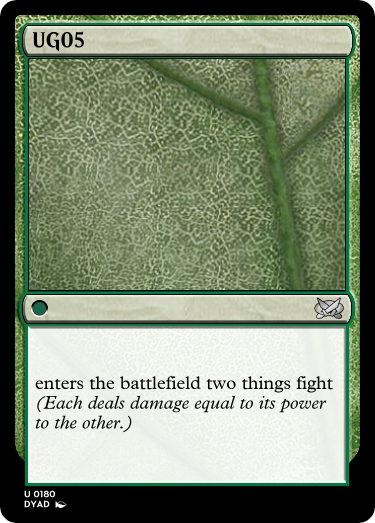 UG05
enters the battlefield two things fight
(Each deals damage equal to its power
to the other.)
U 0180
DYAD